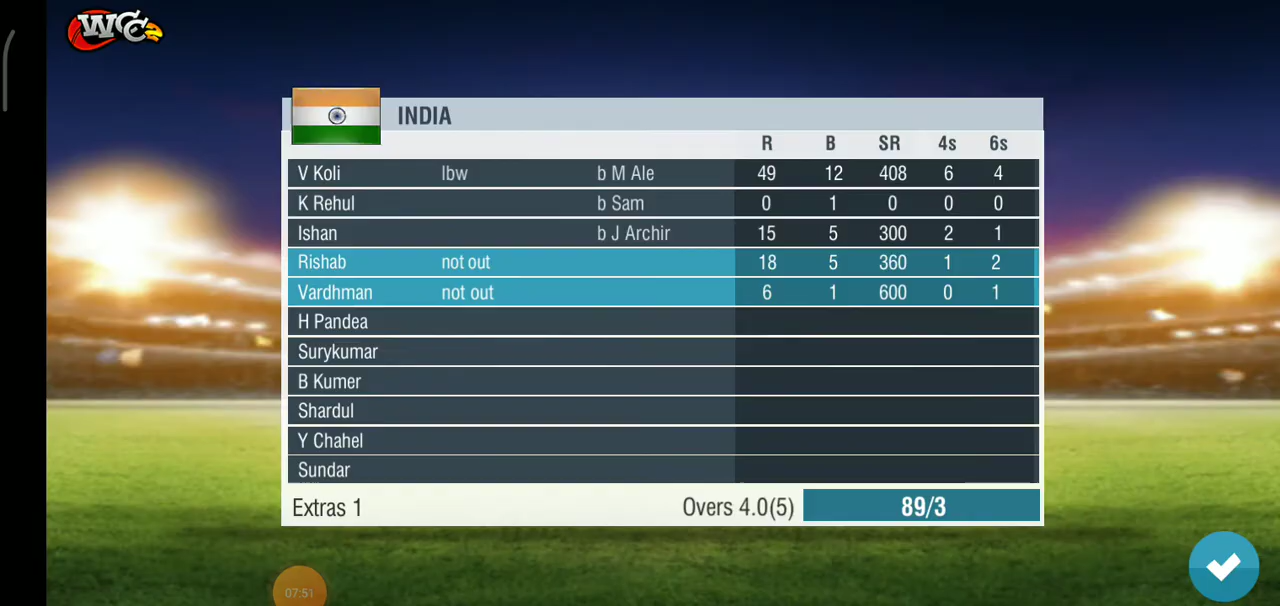 WCC2
INDIA
R B SR 4s 6s
V Koli lbw b M Ale 49 12 408 6 4
K Rehul b Sam 0 1 0 0 0
Ishan b J Archir 15 5 300 2 1
Rishab not out 18 5 360 1 2
Vardhman not out 6 1 600 0 1
H Pandea
Surykumar
B Kumer
Shardul
Y Chahel
Sundar
Extras 1 Overs 4.0(5) 89/3
07:51